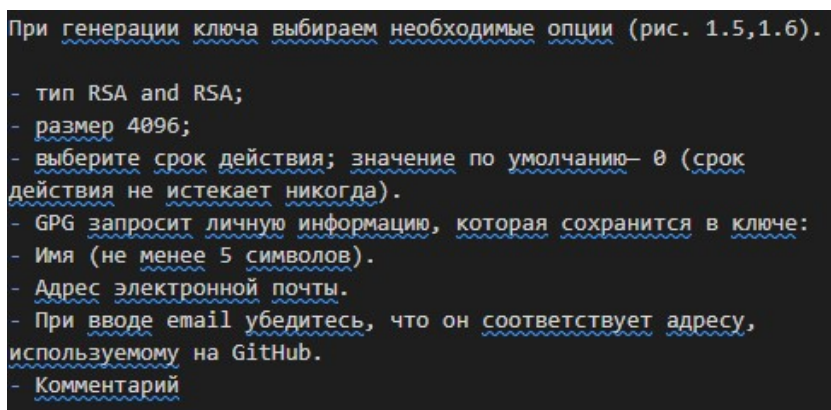 При генерации ключа выбираем необходимые опции (рис. 1.5,1.6).
- тип RSA and RSA;
- размер 4096;
- выберите срок действия; значение по умолчанию— 0 (срок
действия не истекает никогда).
- GPG запросит личную информацию, которая сохранится в ключе:
- Имя (не менее 5 символов).
- Адрес электронной почты.
- При вводе email убедитесь, что он соответствует адресу,
используемому на GitHub.
- Комментарий